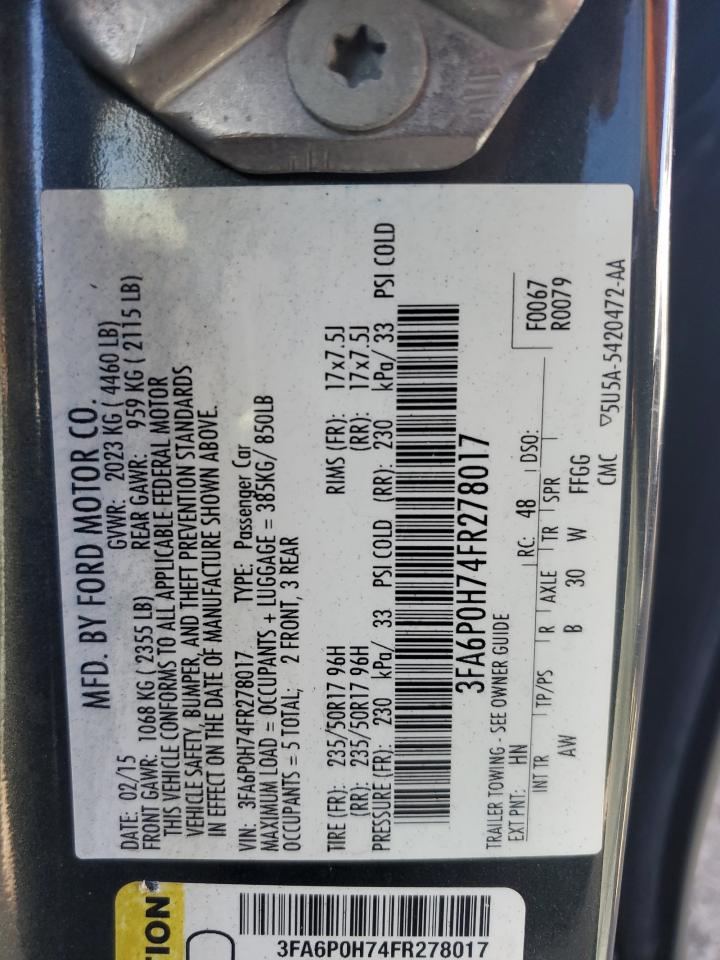 MFD. BY FORD MOTOR CO.
DATE: 02/15 GVWR: 2023 KG ( 4460 LB)
FRONT GAWR: 1068 KG ( 2355 LB) REAR GAWR: 959 KG ( 2115 LB)
THIS VEHICLE CONFORMS TO ALL APPLICABLE FEDERAL MOTOR
VEHICLE SAFETY, BUMPER, AND THEFT PREVENTION STANDARDS
IN EFFECT ON THE DATE OF MANUFACTURE SHOWN ABOVE.
VIN: 3FA6P0H74FR278017 TYPE: Passenger Car
MAXIMUM LOAD = OCCUPANTS + LUGGAGE = 385KG/ 850LB
OCCUPANTS = 5 TOTAL; 2 FRONT, 3 REAR
TIRE (FR): 235/50R17 96H RIMS (FR): 17x7.5J
(RR): 235/50R17 96H (RR): 17x7.5J
PRESSURE (FR): 230 kPa/ 33 PSI COLD (RR): 230 kPa/ 33 PSI COLD
3FA6P0H74FR278017
TRAILER TOWING - SEE OWNER GUIDE F0067
EXT PNT: HN RC: 48 DSO: R0079
INT TR TP/PS R AXLE TR SPR
AW B 30 W FFGG
CMC ▽5U5A-5420472-AA
TION
3FA6P0H74FR278017